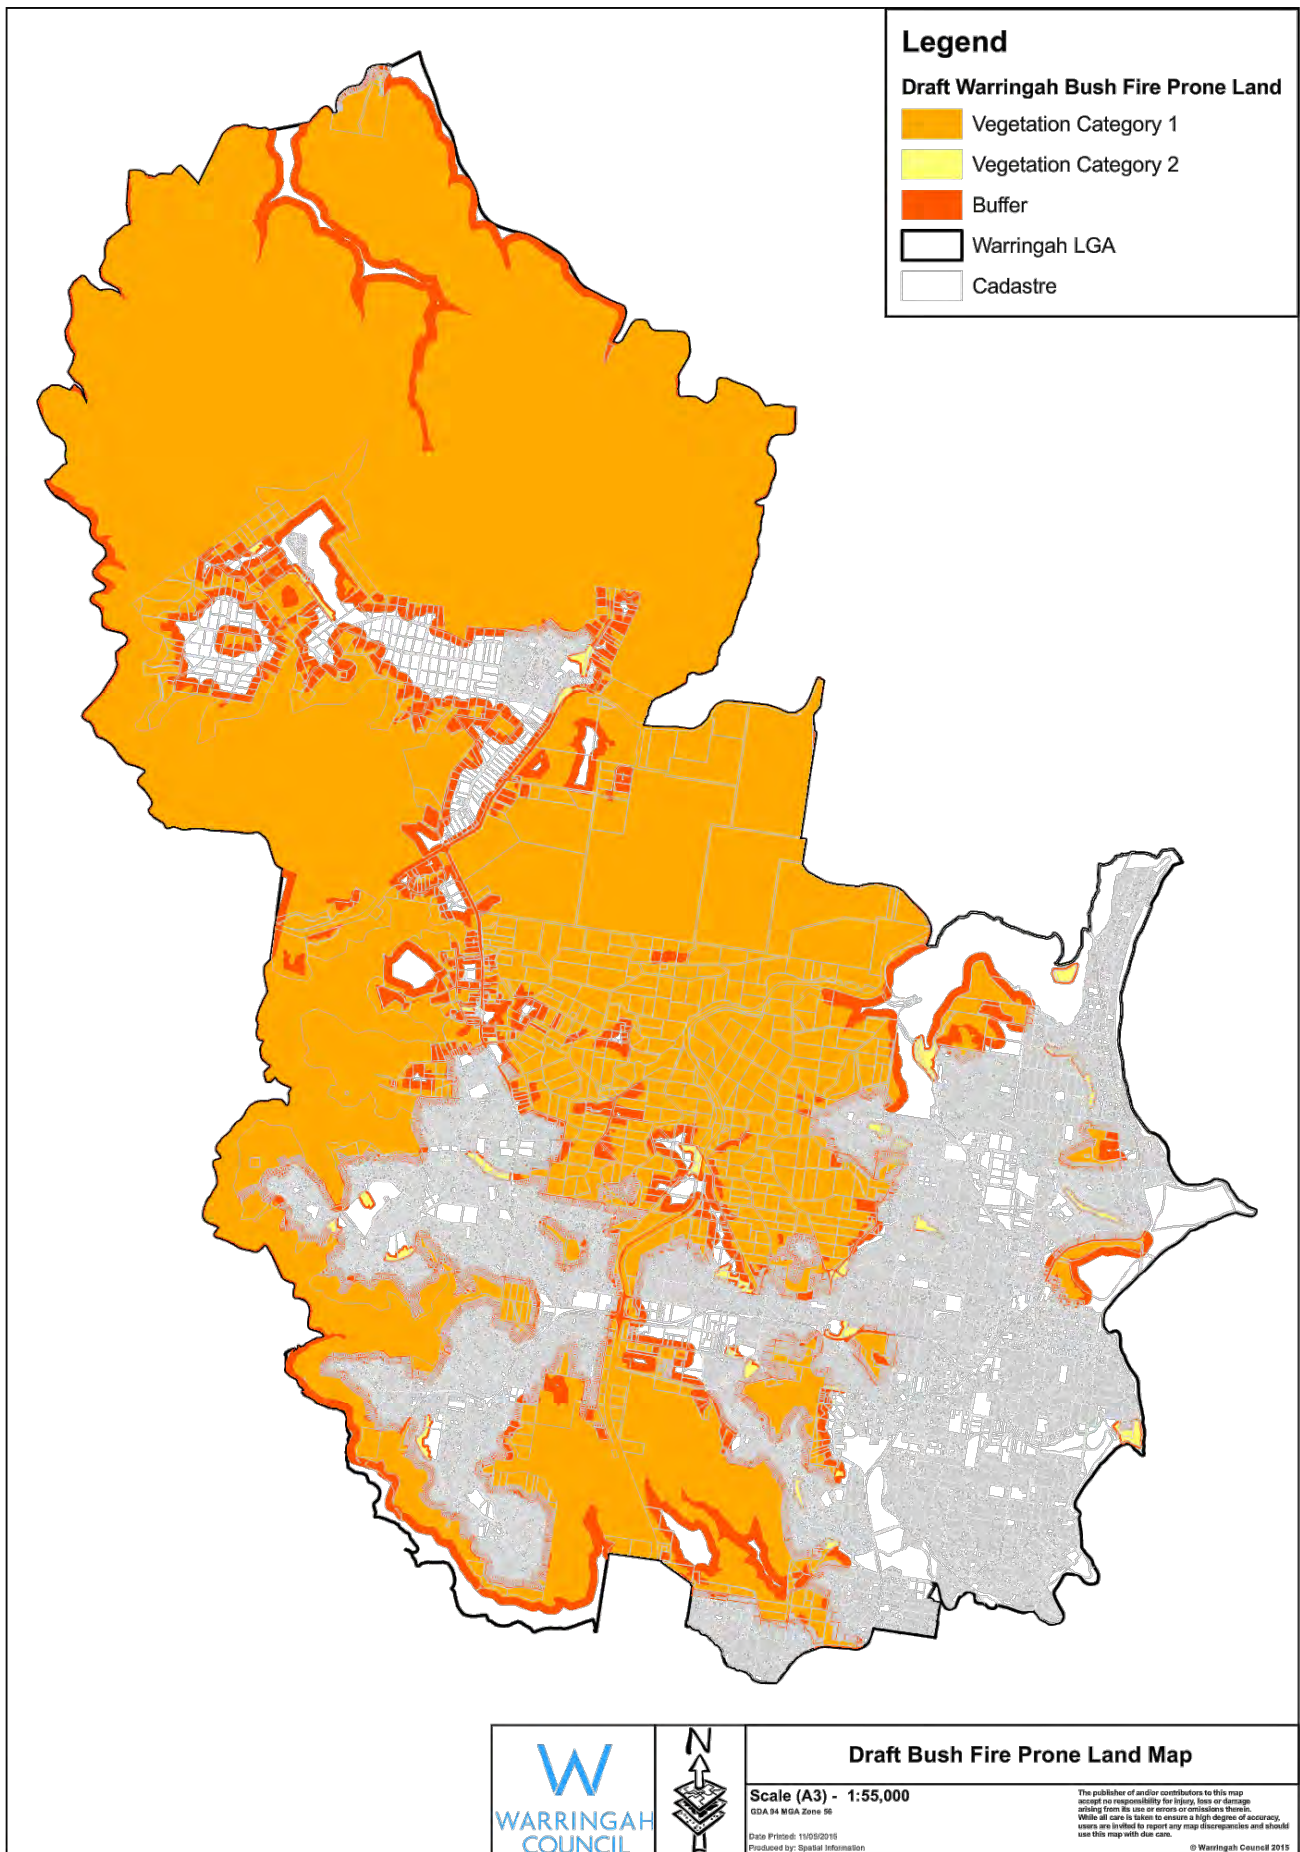 Legend
Draft Warringah Bush Fire Prone Land
Vegetation Category 1
Vegetation Category 2
Buffer
Warringah LGA
Cadastre
W
WARRINGAH
COUNCIL
N
Draft Bush Fire Prone Land Map
Scale (A3) - 1:55,000
GDA 94 MGA Zone 56
Date Printed: 11/05/2015
Produced by: Spatial Information
The publisher of and/or contributors to this map
accept no responsibility for injury, loss or damage
arising from its use or errors or omissions therein.
While all care is taken to ensure a high degree of accuracy,
users are invited to report any map discrepancies and should
use this map with due care.
© Warringah Council 2015